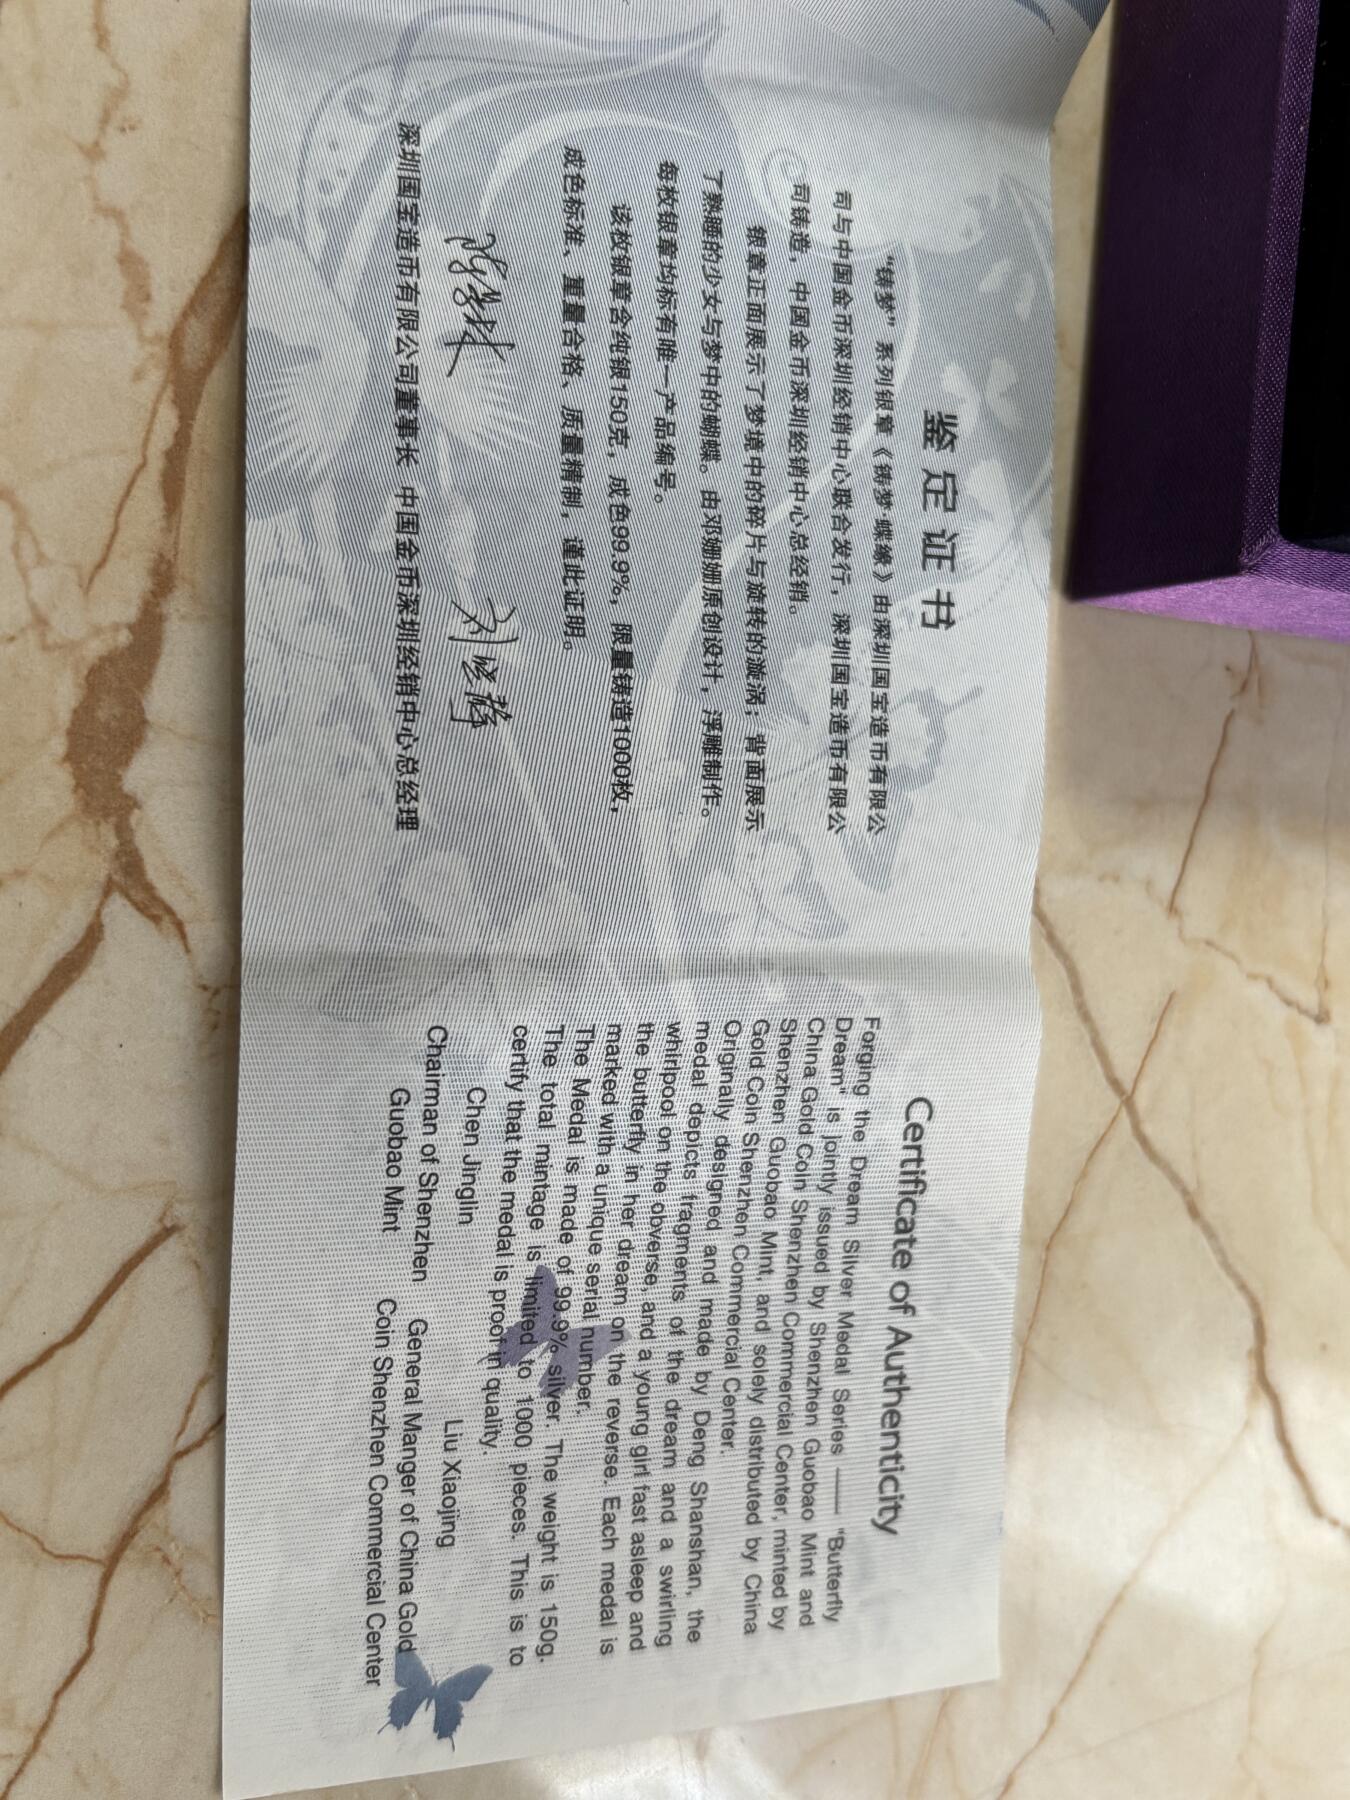 鉴定证书
“铸梦”系列银章《铸梦·蝶缘》由深圳国宝造币有限公
司与中国金币深圳经销中心联合发行，深圳国宝造币有限公
司铸造，中国金币深圳经销中心总经销。
银章正面展示了梦境中的碎片与旋转的漩涡；背面展示
了熟睡的少女与梦中的蝴蝶。由邓姗姗原创设计，浮雕制作。
每枚银章均标有唯一产品编号。
该枚银章含纯银150克，成色99.9%，限量铸造1000枚，
成色标准、重量合格、质量精制，谨此证明。
深圳国宝造币有限公司董事长 中国金币深圳经销中心总经理
Certificate of Authenticity
Forging the Dream Silver Medal Series —— "Butterfly
Dream" is jointly issued by Shenzhen Guobao Mint and
China Gold Coin Shenzhen Commercial Center, minted by
Shenzhen Guobao Mint, and solely distributed by China
Gold Coin Shenzhen Commercial Center.
Originally designed and made by Deng Shanshan, the
medal depicts fragments of the dream and a swirling
whirlpool on the obverse, and a young girl fast asleep and
the butterfly in her dream on the reverse. Each medal is
marked with a unique serial number.
The Medal is made of 99.9% silver. The weight is 150g.
The total mintage is limited to 1000 pieces. This is to
certify that the medal is proof in quality.
Chen Jinglin Liu Xiaojing
Chairman of Shenzhen General Manger of China Gold
Guobao Mint Coin Shenzhen Commercial Center